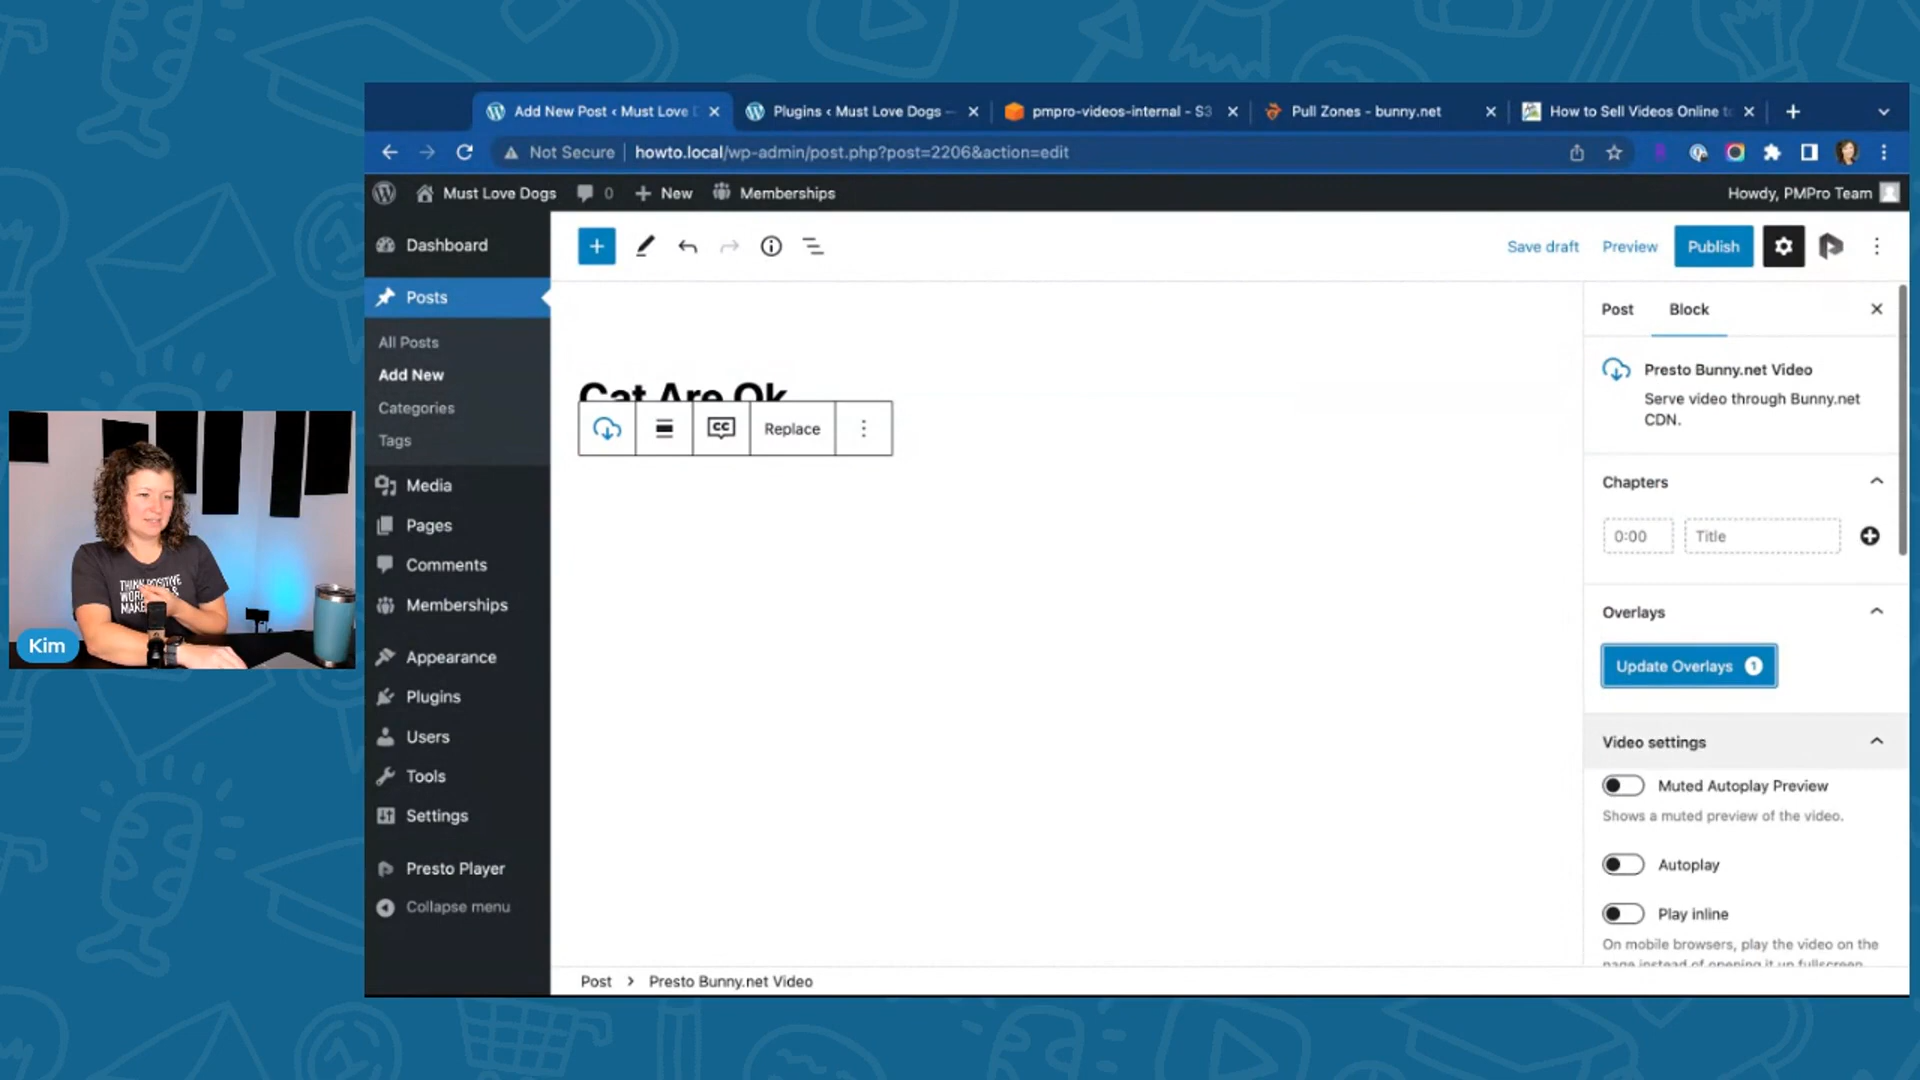 Add New Post ‹ Must Love D
Plugins ‹ Must Love Dogs —
pmpro-videos-internal - S3
Pull Zones - bunny.net
How to Sell Videos Online to
Not Secure
howto.local/wp-admin/post.php?post=2206&action=edit
Must Love Dogs
0
New
Memberships
Howdy, PMPro Team
Dashboard
Posts
All Posts
Add New
Categories
Tags
Media
Pages
Comments
Memberships
Appearance
Plugins
Users
Tools
Settings
Presto Player
Collapse menu
Save draft
Preview
Publish
Cat Are Ok
CC
Replace
Post
Block
Presto Bunny.net Video
Serve video through Bunny.net
CDN.
Chapters
0:00
Title
Overlays
Update Overlays 1
Video settings
Muted Autoplay Preview
Shows a muted preview of the video.
Autoplay
Play inline
On mobile browsers, play the video on the
page instead of opening it up fullscreen.
Post
Presto Bunny.net Video
THINK POSITIVE
Kim